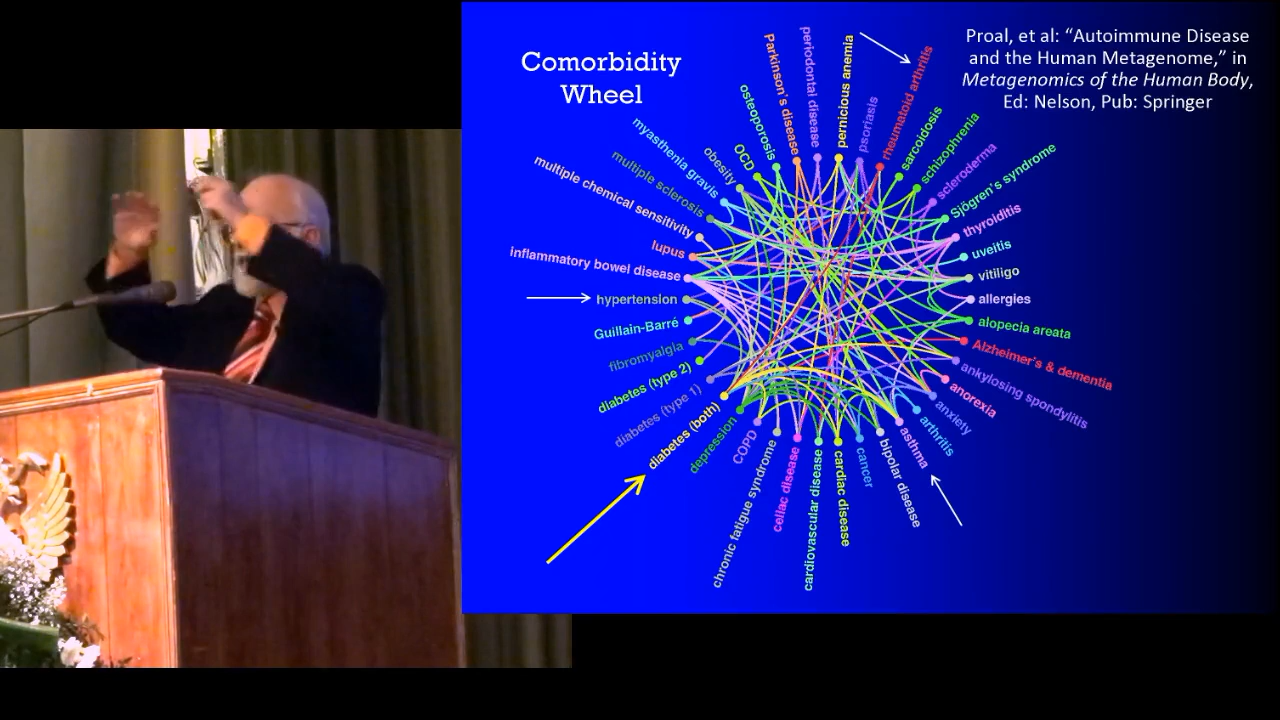 Comorbidity
Wheel
Proal, et al: “Autoimmune Disease
and the Human Metagenome,” in
Metagenomics of the Human Body,
Ed: Nelson, Pub: Springer
pernicious anemia
psoriasis
rheumatoid arthritis
sarcoidosis
schizophrenia
scleroderma
Sjögren's syndrome
thyroiditis
uveitis
vitiligo
allergies
alopecia areata
Alzheimer's & dementia
ankylosing spondylitis
anorexia
anxiety
arthritis
asthma
bipolar disease
cancer
cardiac disease
cardiovascular disease
celiac disease
chronic fatigue syndrome
COPD
depression
diabetes (both)
diabetes (type 1)
diabetes (type 2)
fibromyalgia
Guillain-Barré
hypertension
inflammatory bowel disease
lupus
multiple chemical sensitivity
multiple sclerosis
myasthenia gravis
obesity
OCD
osteoporosis
Parkinson's disease
periodontal disease